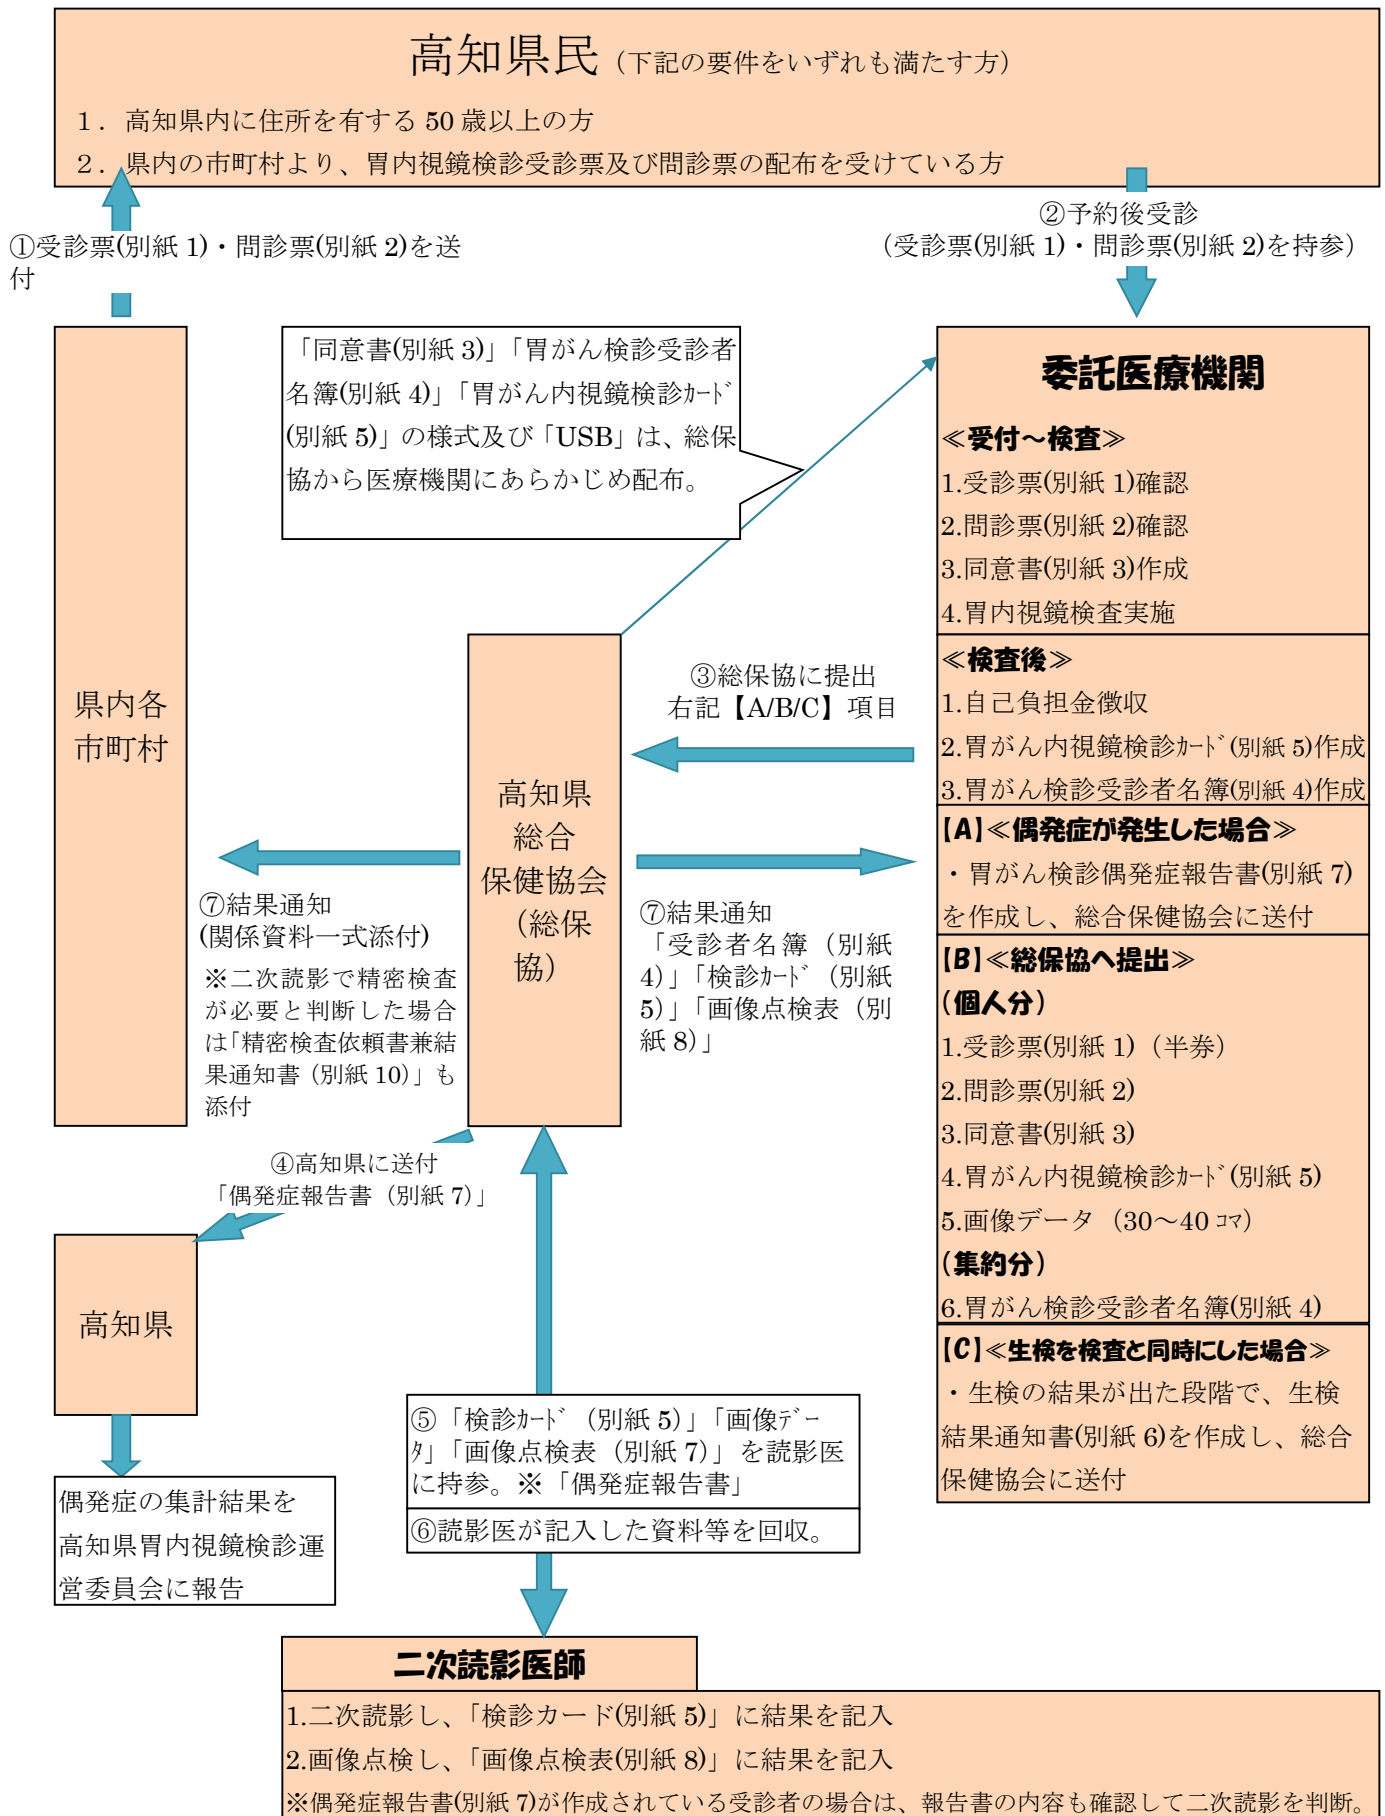 高知県民（下記の要件をいずれも満たす方）
１．高知県内に住所を有する 50 歳以上の方
２．県内の市町村より、胃内視鏡検診受診票及び問診票の配布を受けている方
①受診票(別紙 1)・問診票(別紙 2)を送
付
②予約後受診
（受診票(別紙 1)・問診票(別紙 2)を持参）
「同意書(別紙 3)」「胃がん検診受診者
名簿(別紙 4)」「胃がん内視鏡検診ｶｰﾄﾞ
(別紙 5)」の様式及び「USB」は、総保
協から医療機関にあらかじめ配布。
委託医療機関
≪受付～検査≫
1.受診票(別紙 1)確認
2.問診票(別紙 2)確認
3.同意書(別紙 3)作成
4.胃内視鏡検査実施
≪検査後≫
1.自己負担金徴収
2.胃がん内視鏡検診ｶｰﾄﾞ(別紙 5)作成
3.胃がん検診受診者名簿(別紙 4)作成
【A】≪偶発症が発生した場合≫
・胃がん検診偶発症報告書(別紙 7)
を作成し、総合保健協会に送付
【B】≪総保協へ提出≫
（個人分）
1.受診票(別紙 1)（半券）
2.問診票(別紙 2)
3.同意書(別紙 3)
4.胃がん内視鏡検診ｶｰﾄﾞ(別紙 5)
5.画像データ（30～40 ｺﾏ）
（集約分）
6.胃がん検診受診者名簿(別紙 4)
【C】≪生検を検査と同時にした場合≫
・生検の結果が出た段階で、生検
結果通知書(別紙 6)を作成し、総合
保健協会に送付
県内各
市町村
高知県
総合
保健協会
（総保
協）
③総保協に提出
右記【A/B/C】項目
⑦結果通知
(関係資料一式添付)
※二次読影で精密検査
が必要と判断した場合
は「精密検査依頼書兼結
果通知書（別紙 10）」も
添付
⑦結果通知
「受診者名簿（別紙
4）」「検診ｶｰﾄﾞ（別紙
5）」「画像点検表（別
紙 8）」
④高知県に送付
「偶発症報告書（別紙 7）」
高知県
偶発症の集計結果を
高知県胃内視鏡検診運
営委員会に報告
⑤「検診ｶｰﾄﾞ（別紙 5）」「画像ﾃﾞｰ
ﾀ」「画像点検表（別紙 7）」を読影医
に持参。※「偶発症報告書」
⑥読影医が記入した資料等を回収。
二次読影医師
1.二次読影し、「検診カード(別紙 5)」に結果を記入
2.画像点検し、「画像点検表(別紙 8)」に結果を記入
※偶発症報告書(別紙 7)が作成されている受診者の場合は、報告書の内容も確認して二次読影を判断。